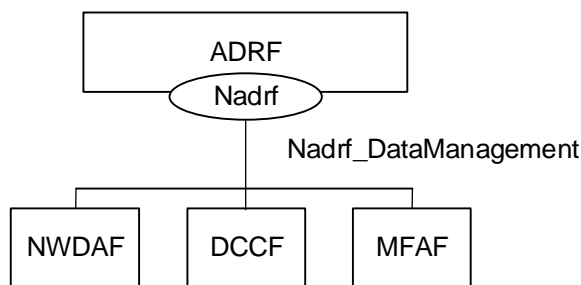 ADRF
Nadrf
Nadrf_DataManagement
NWDAF
DCCF
MFAF